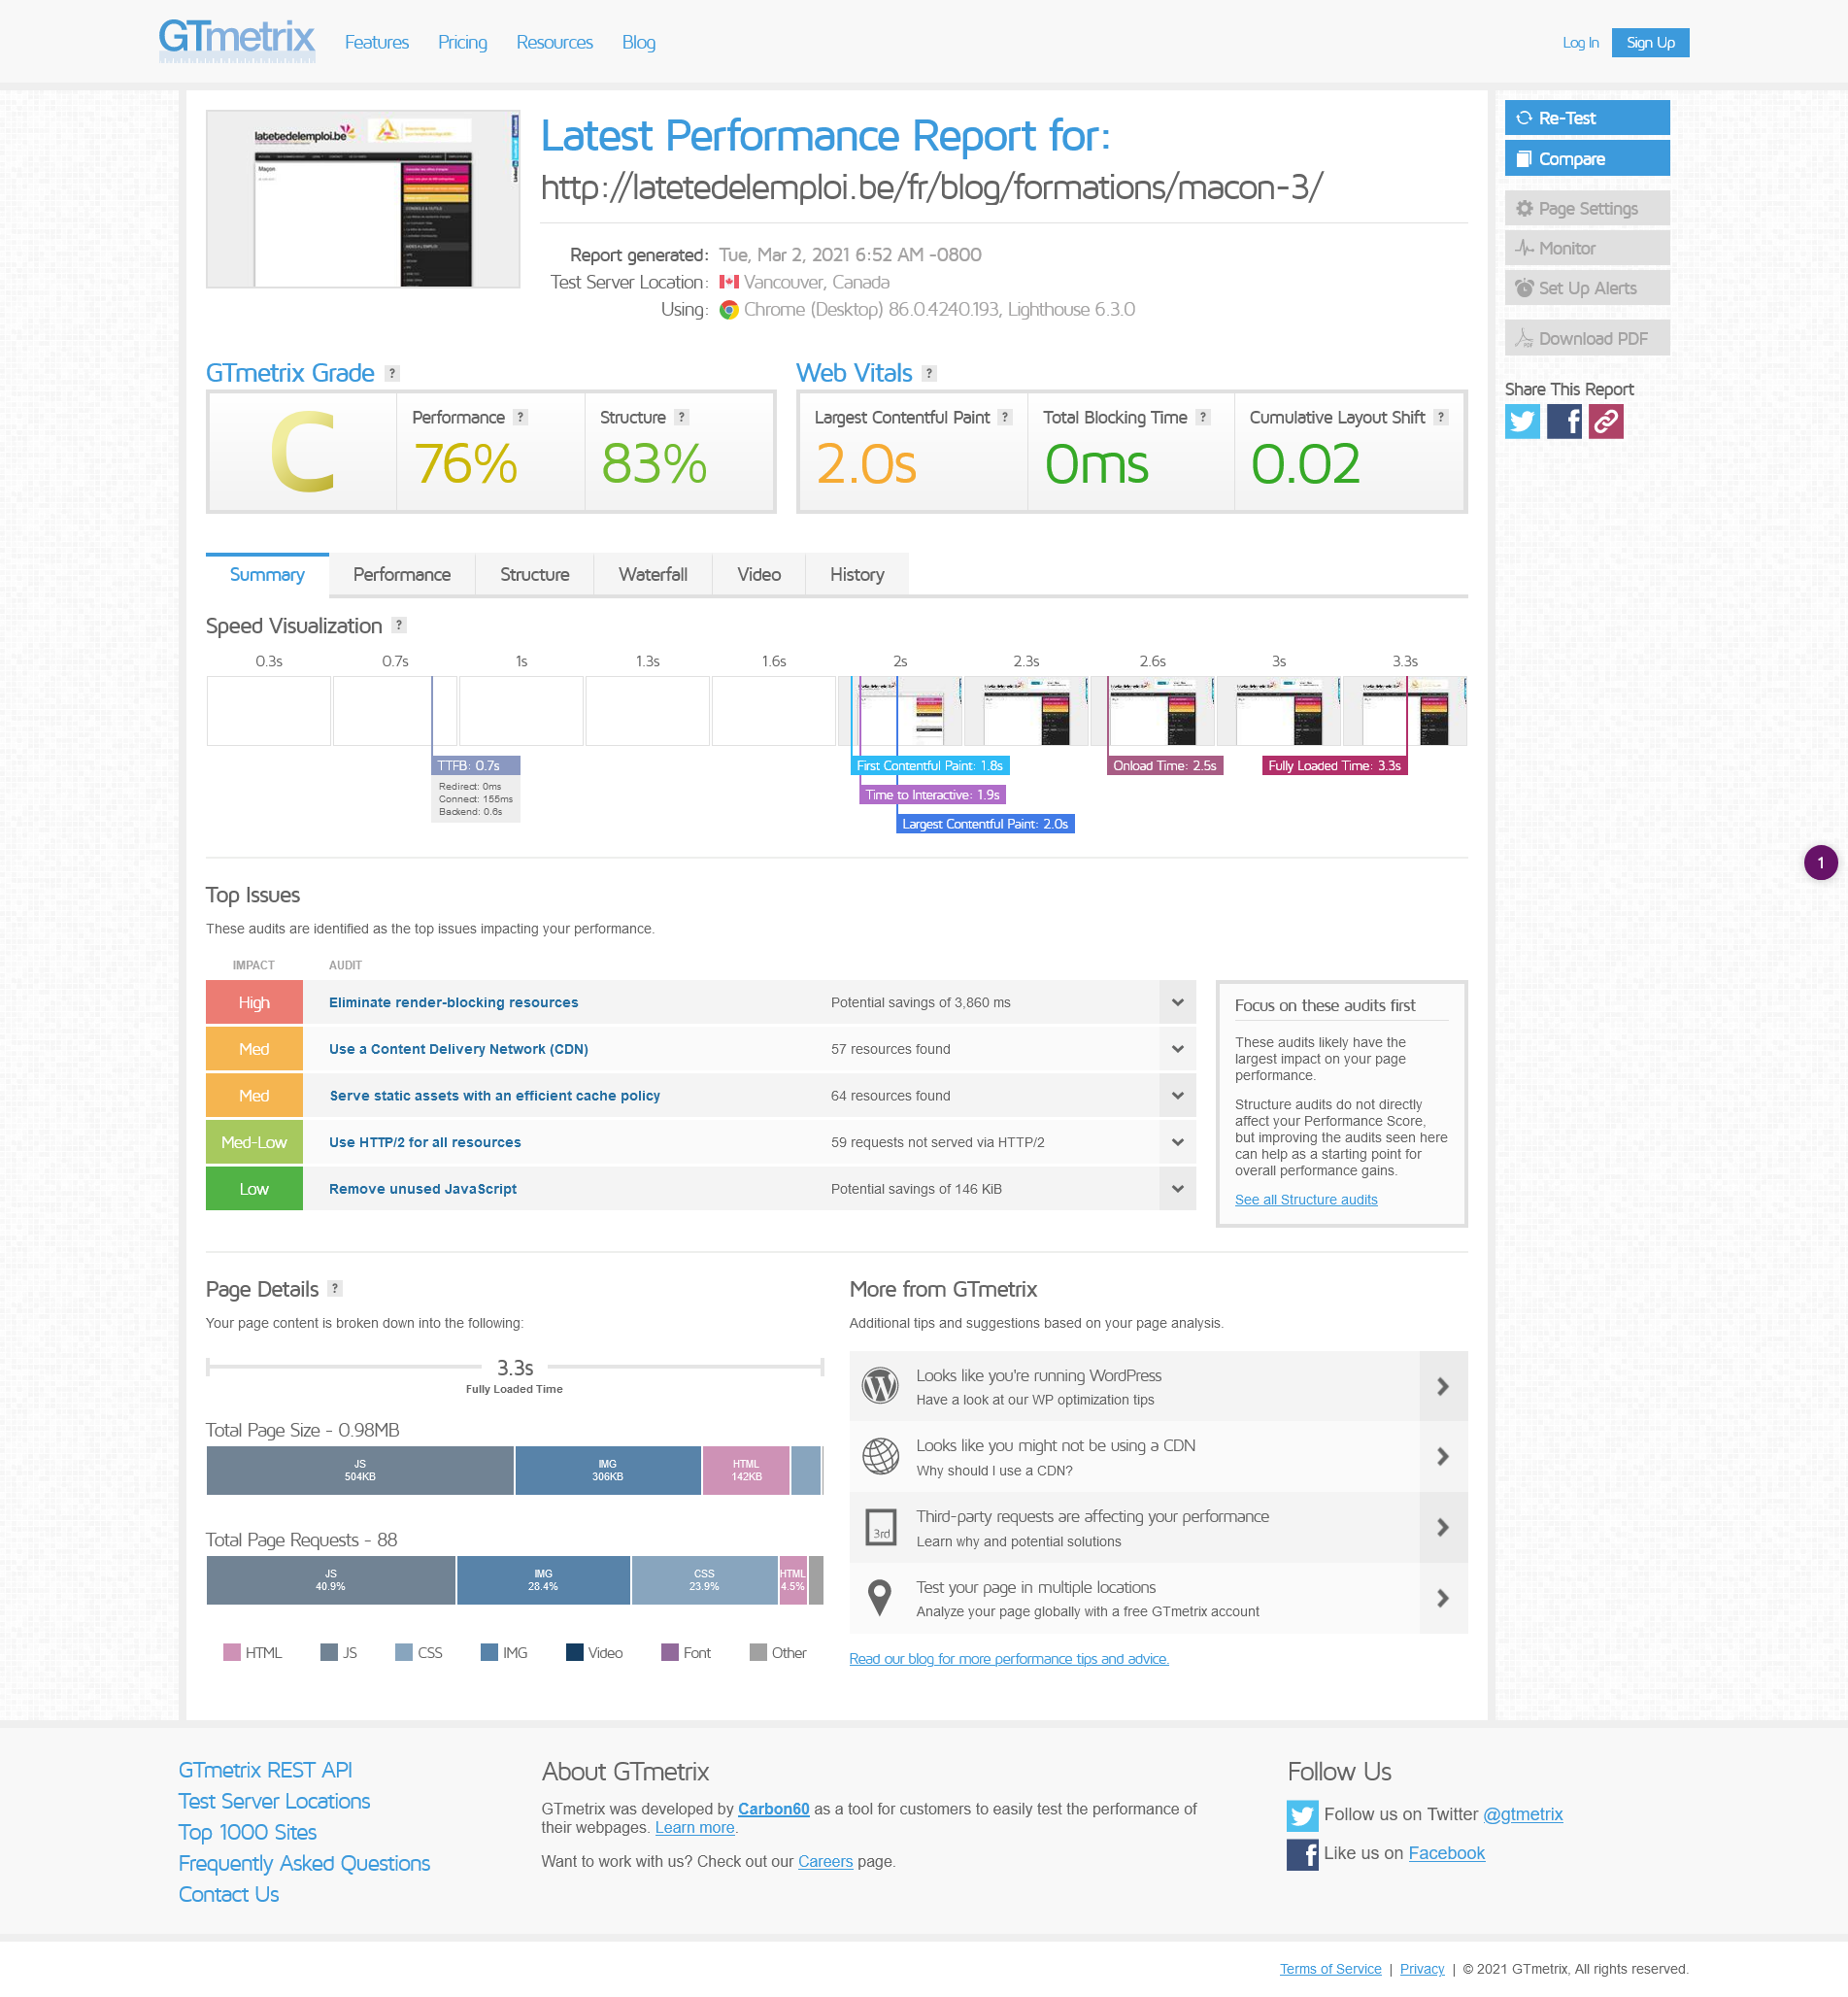 GTmetrix
Features
Pricing
Resources
Blog
Log In
Sign Up
latetedelemploi.be
Maçon
Latest Performance Report for:
http://latetedelemploi.be/fr/blog/formations/macon-3/
Report generated: Tue, Mar 2, 2021 6:52 AM -0800
Test Server Location: Vancouver, Canada
Using: Chrome (Desktop) 86.0.4240.193, Lighthouse 6.3.0
Re-Test
Compare
Page Settings
Monitor
Set Up Alerts
Download PDF
Share This Report
GTmetrix Grade ?
C
Performance ?
76%
Structure ?
83%
Web Vitals ?
Largest Contentful Paint ?
2.0s
Total Blocking Time ?
0ms
Cumulative Layout Shift ?
0.02
Summary
Performance
Structure
Waterfall
Video
History
Speed Visualization ?
0.3s
0.7s
1s
1.3s
1.6s
2s
2.3s
2.6s
3s
3.3s
TTFB: 0.7s
Redirect: 0ms
Connect: 155ms
Backend: 0.6s
First Contentful Paint: 1.8s
Time to Interactive: 1.9s
Largest Contentful Paint: 2.0s
Onload Time: 2.5s
Fully Loaded Time: 3.3s
1
Top Issues
These audits are identified as the top issues impacting your performance.
IMPACT
AUDIT
High Eliminate render-blocking resources Potential savings of 3,860 ms
Med Use a Content Delivery Network (CDN) 57 resources found
Med Serve static assets with an efficient cache policy 64 resources found
Med-Low Use HTTP/2 for all resources 59 requests not served via HTTP/2
Low Remove unused JavaScript Potential savings of 146 KiB
Focus on these audits first
These audits likely have the
largest impact on your page
performance.
Structure audits do not directly
affect your Performance Score,
but improving the audits seen here
can help as a starting point for
overall performance gains.
See all Structure audits
Page Details ?
Your page content is broken down into the following:
3.3s
Fully Loaded Time
Total Page Size - 0.98MB
JS
504KB
IMG
306KB
HTML
142KB
Total Page Requests - 88
JS
40.9%
IMG
28.4%
CSS
23.9%
HTML
4.5%
HTML
JS
CSS
IMG
Video
Font
Other
More from GTmetrix
Additional tips and suggestions based on your page analysis.
Looks like you're running WordPress
Have a look at our WP optimization tips
Looks like you might not be using a CDN
Why should I use a CDN?
3rd
Third-party requests are affecting your performance
Learn why and potential solutions
Test your page in multiple locations
Analyze your page globally with a free GTmetrix account
Read our blog for more performance tips and advice.
GTmetrix REST API
Test Server Locations
Top 1000 Sites
Frequently Asked Questions
Contact Us
About GTmetrix
GTmetrix was developed by Carbon60 as a tool for customers to easily test the performance of
their webpages. Learn more.
Want to work with us? Check out our Careers page.
Follow Us
Follow us on Twitter @gtmetrix
Like us on Facebook
Terms of Service | Privacy | © 2021 GTmetrix, All rights reserved.